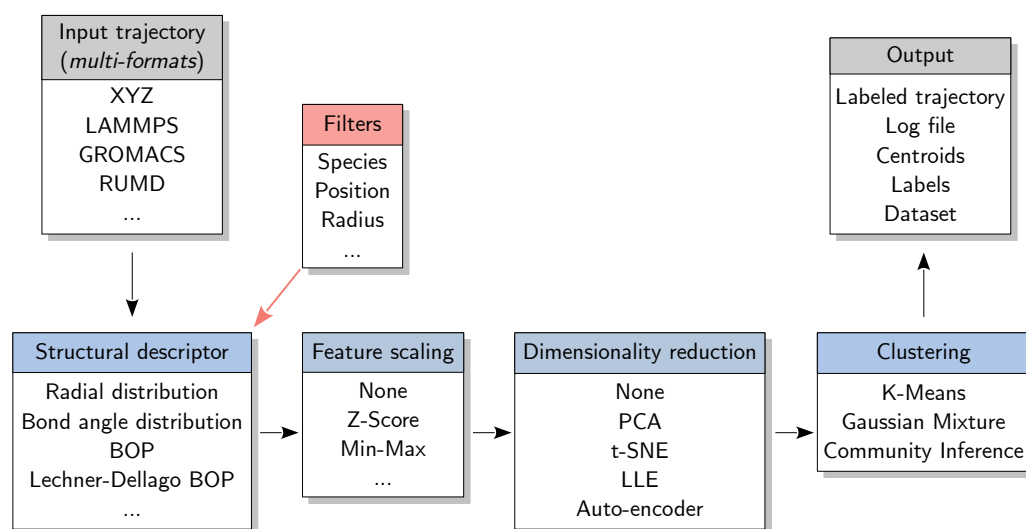 Input trajectory
(multi-formats)
XYZ
LAMMPS
GROMACS
RUMD
...
Filters
Species
Position
Radius
...
Output
Labeled trajectory
Log file
Centroids
Labels
Dataset
Structural descriptor
Radial distribution
Bond angle distribution
BOP
Lechner-Dellago BOP
...
Feature scaling
None
Z-Score
Min-Max
...
Dimensionality reduction
None
PCA
t-SNE
LLE
Auto-encoder
Clustering
K-Means
Gaussian Mixture
Community Inference